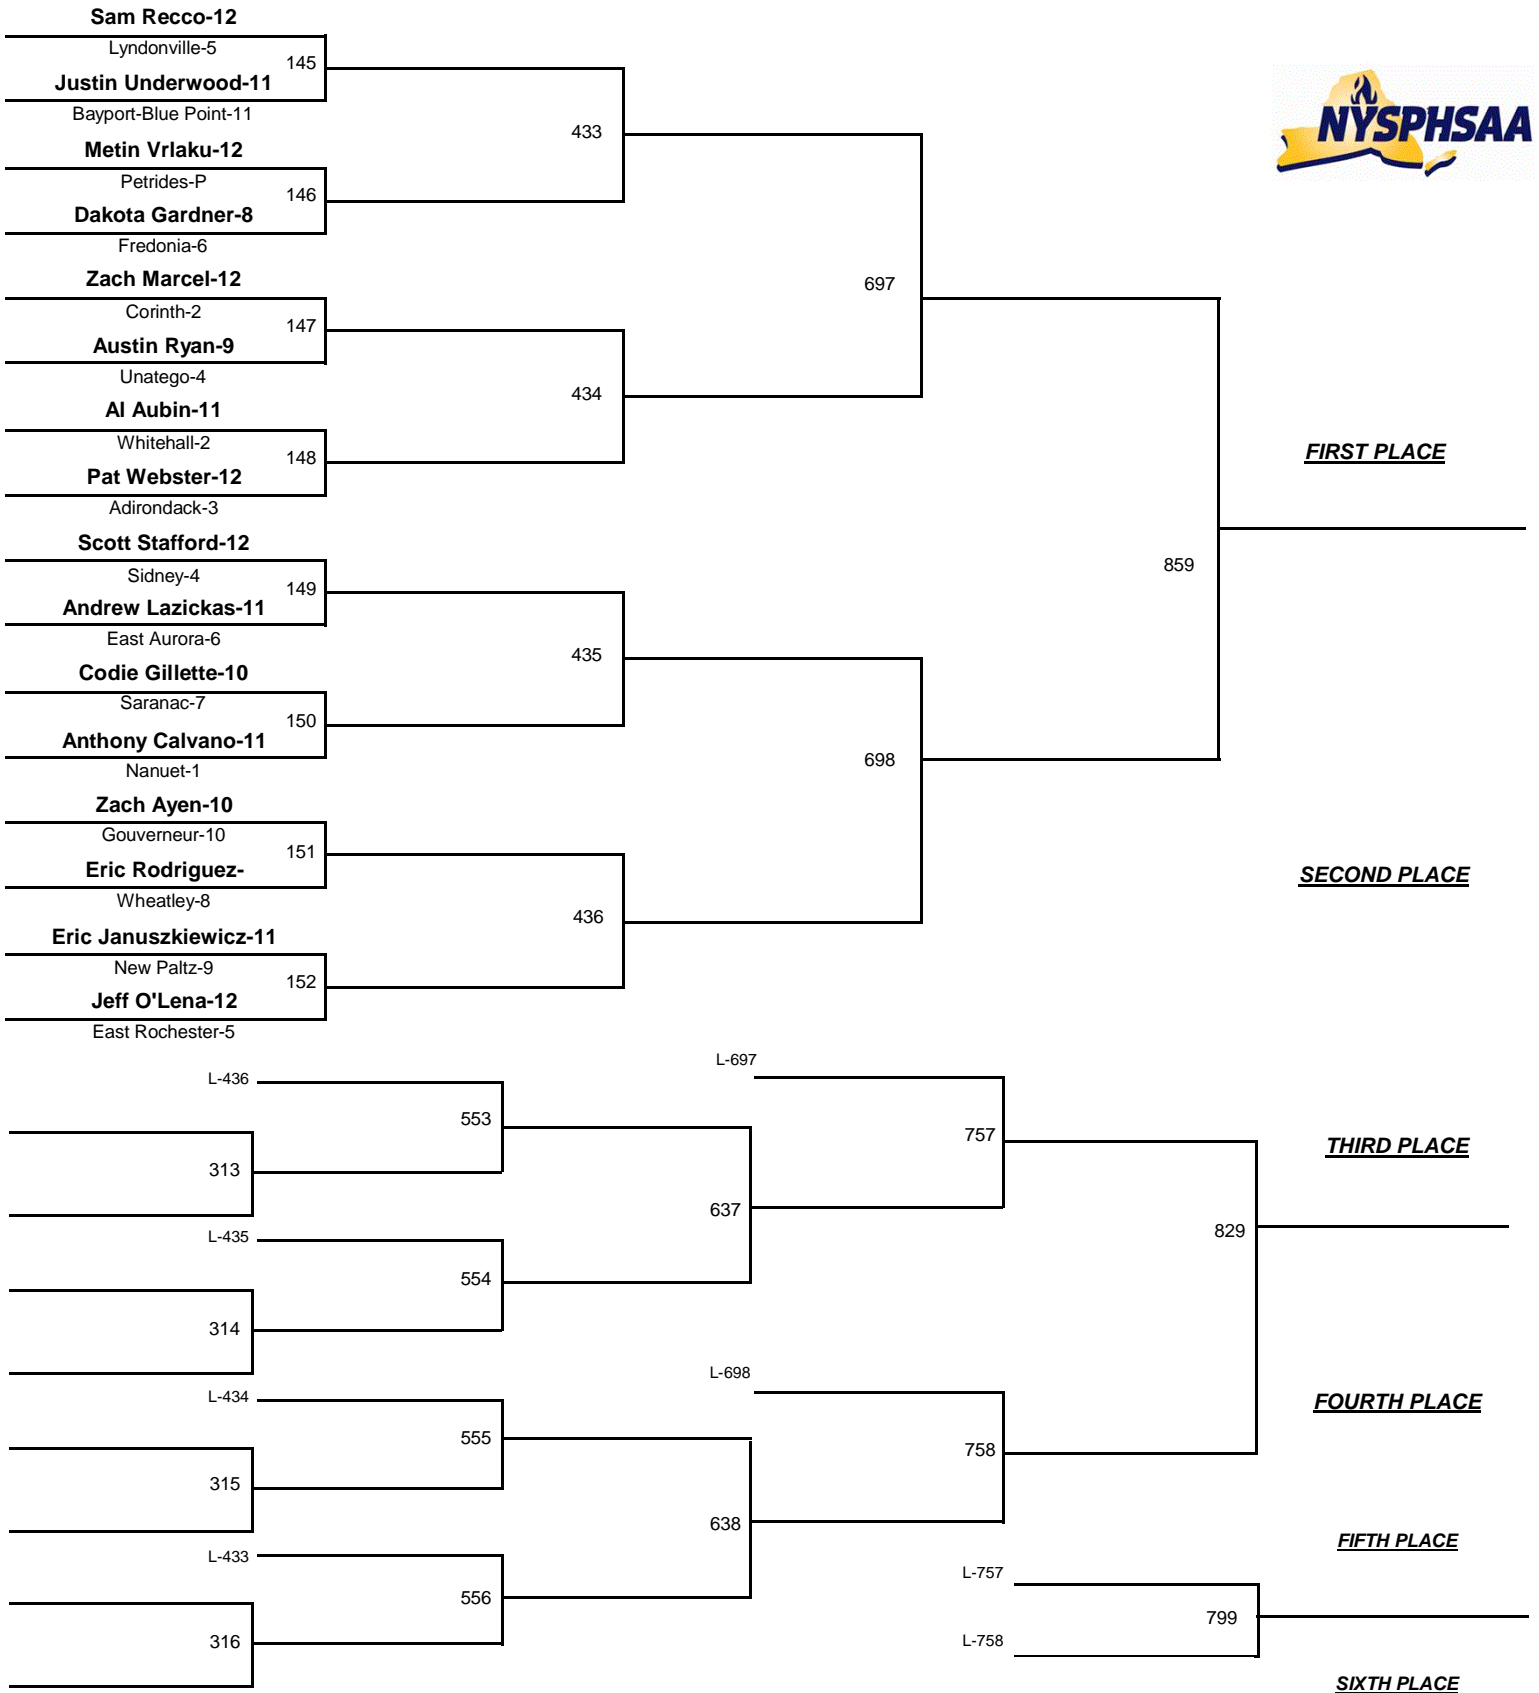 Sam Recco-12
Lyndonville-5
145
Justin Underwood-11
Bayport-Blue Point-11
433
Metin Vrlaku-12
Petrides-P
146
Dakota Gardner-8
Fredonia-6
NYSPHSAA
Zach Marcel-12
697
Corinth-2
147
Austin Ryan-9
Unatego-4
434
Al Aubin-11
Whitehall-2
148
FIRST PLACE
Pat Webster-12
Adirondack-3
Scott Stafford-12
859
Sidney-4
149
Andrew Lazickas-11
East Aurora-6
435
Codie Gillette-10
Saranac-7
150
Anthony Calvano-11
698
Nanuet-1
Zach Ayen-10
Gouverneur-10
151
Eric Rodriguez-
SECOND PLACE
Wheatley-8
436
Eric Januszkiewicz-11
New Paltz-9
152
Jeff O'Lena-12
East Rochester-5
L-697
L-436
553
757
THIRD PLACE
313
637
L-435
829
554
314
L-698
L-434
FOURTH PLACE
555
758
315
638
FIFTH PLACE
L-433
L-757
556
799
316
L-758
SIXTH PLACE